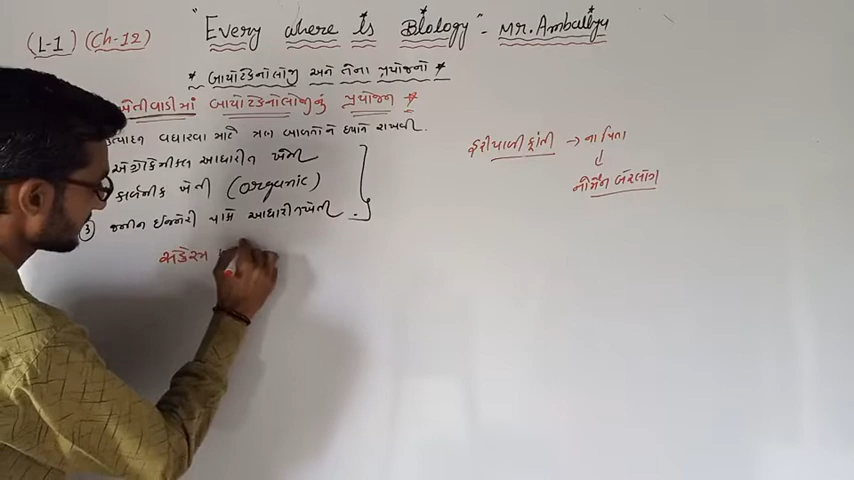 (L-1) (Ch-12) "Every where is Biology" - Mr. Ambaliya
* બાયોટેકનોલોજી અને તેના પ્રયોજનો *
ખેતીવાડીમાં બાયોટેકનોલોજીનું પ્રયોજન *
ઉત્પાદન વધારવા માટે ત્રણ બાબતોને ધ્યાને રાખવી.
એગ્રોકેમીકલ આધારીત ખેતી
કાર્બનીક ખેતી (organic)
③ જનીન ઈજનેરી પાક આધારીત ખેતી.
હરીયાળી ક્રાંતી → ના પિતા
↓
નોર્મન બરલોગ